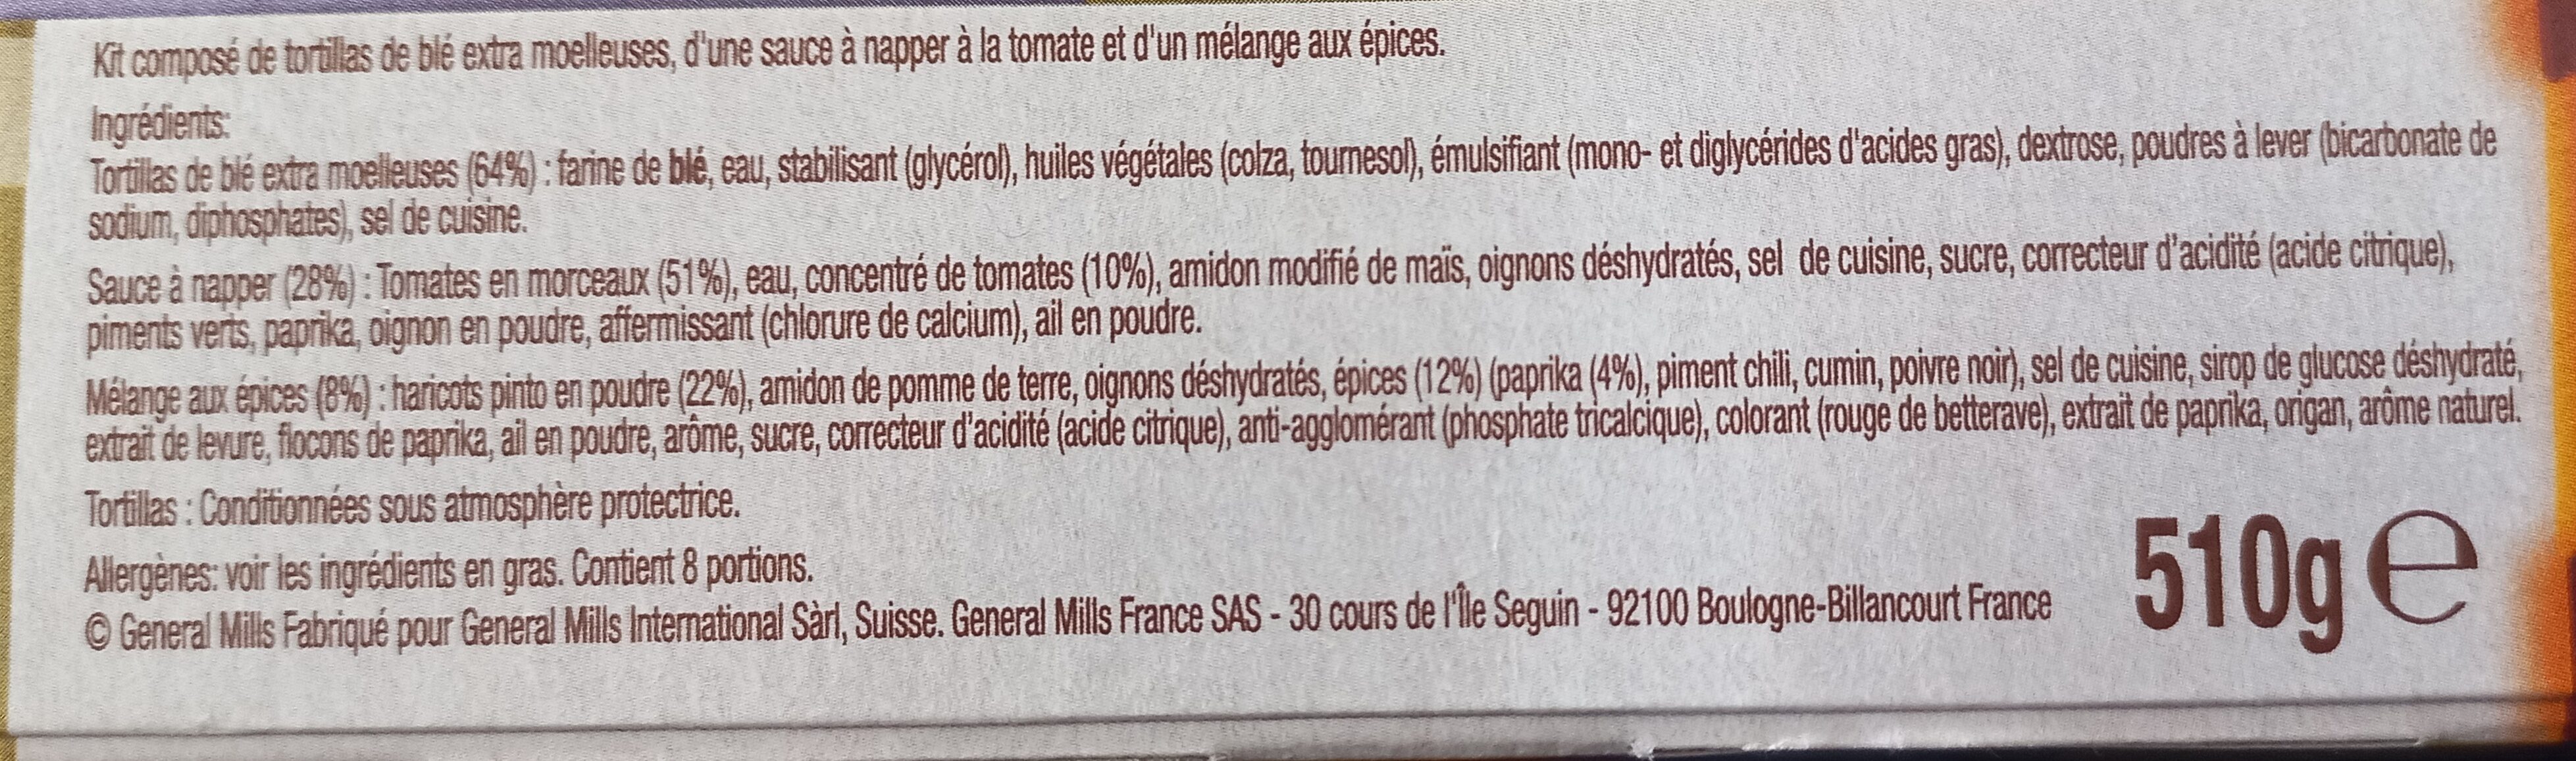 Kit composé de tortillas de blé extra moelleuses, d'une sauce à napper à la tomate et d'un mélange aux épices.
Ingrédients:
Tortillas de blé extra moelleuses (64%) : farine de blé, eau, stabilisant (glycérol), huiles végétales (colza, tournesol), émulsifiant (mono- et diglycérides d'acides gras), dextrose, poudres à lever (bicarbonate de
sodium, diphosphates), sel de cuisine.
Sauce à napper (28%) : Tomates en morceaux (51%), eau, concentré de tomates (10%), amidon modifié de maïs, oignons déshydratés, sel de cuisine, sucre, correcteur d'acidité (acide citrique),
piments verts, paprika, oignon en poudre, affermissant (chlorure de calcium), ail en poudre.
Mélange aux épices (8%) : haricots pinto en poudre (22%), amidon de pomme de terre, oignons déshydratés, épices (12%) (paprika (4%), piment chili, cumin, poivre noir), sel de cuisine, sirop de glucose déshydraté,
extrait de levure, flocons de paprika, ail en poudre, arôme, sucre, correcteur d'acidité (acide citrique), anti-agglomérant (phosphate tricalcique), colorant (rouge de betterave), extrait de paprika, origan, arôme naturel.
Tortillas : Conditionnées sous atmosphère protectrice.
Allergènes: voir les ingrédients en gras. Contient 8 portions.
© General Mills Fabriqué pour General Mills International Sàrl, Suisse. General Mills France SAS - 30 cours de l'Île Seguin - 92100 Boulogne-Billancourt France
510g e